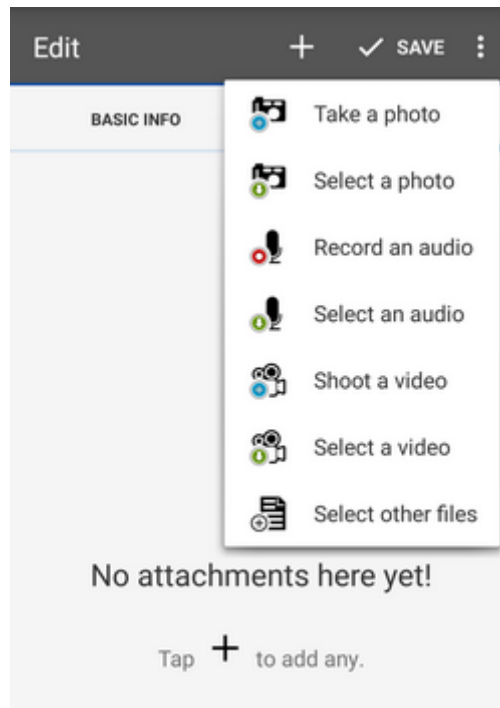 Edit
SAVE
BASIC INFO
Take a photo
Select a photo
Record an audio
Select an audio
Shoot a video
Select a video
Select other files
No attachments here yet!
Tap + to add any.